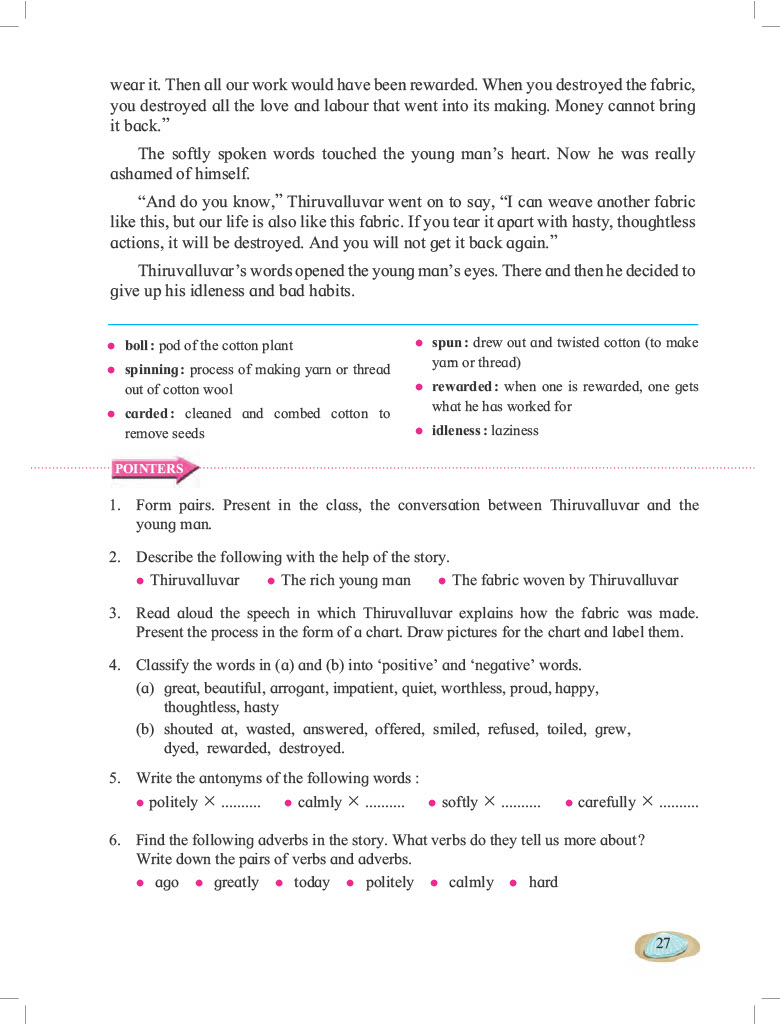 wear it. Then all our work would have been rewarded. When you destroyed the fabric,
you destroyed all the love and labour that went into its making. Money cannot bring
it back.”
The softly spoken words touched the young man’s heart. Now he was really
ashamed of himself.
“And do you know,” Thiruvalluvar went on to say, “I can weave another fabric
like this, but our life is also like this fabric. If you tear it apart with hasty, thoughtless
actions, it will be destroyed. And you will not get it back again.”
Thiruvalluvar’s words opened the young man’s eyes. There and then he decided to
give up his idleness and bad habits.
• boll : pod of the cotton plant
• spinning : process of making yarn or thread
out of cotton wool
• carded : cleaned and combed cotton to
remove seeds
• spun : drew out and twisted cotton (to make
yarn or thread)
• rewarded : when one is rewarded, one gets
what he has worked for
• idleness : laziness
POINTERS
1. Form pairs. Present in the class, the conversation between Thiruvalluvar and the
young man.
2. Describe the following with the help of the story.
• Thiruvalluvar • The rich young man • The fabric woven by Thiruvalluvar
3. Read aloud the speech in which Thiruvalluvar explains how the fabric was made.
Present the process in the form of a chart. Draw pictures for the chart and label them.
4. Classify the words in (a) and (b) into ‘positive’ and ‘negative’ words.
(a) great, beautiful, arrogant, impatient, quiet, worthless, proud, happy,
thoughtless, hasty
(b) shouted at, wasted, answered, offered, smiled, refused, toiled, grew,
dyed, rewarded, destroyed.
5. Write the antonyms of the following words :
• politely × .......... • calmly × .......... • softly × .......... • carefully × ..........
6. Find the following adverbs in the story. What verbs do they tell us more about?
Write down the pairs of verbs and adverbs.
• ago • greatly • today • politely • calmly • hard
27